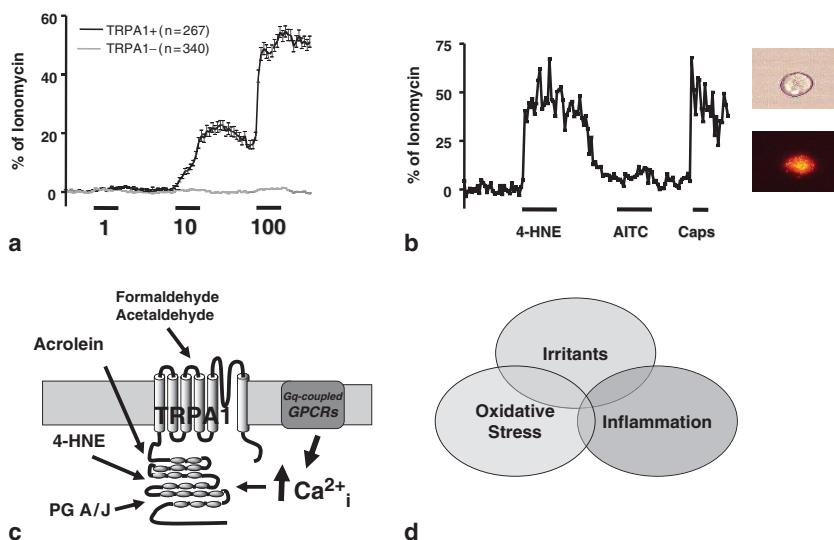 60
40
20
0
% of Ionomycin
TRPA1+ (n=267)
TRPA1– (n=340)
1
10
100
a
75
50
25
0
% of Ionomycin
4-HNE
AITC
Caps
b
Formaldehyde
Acetaldehyde
Acrolein
TRPA1
Gq-coupled
GPCRs
4-HNE
Ca2+i
PG A/J
c
Irritants
Oxidative
Stress
Inflammation
d